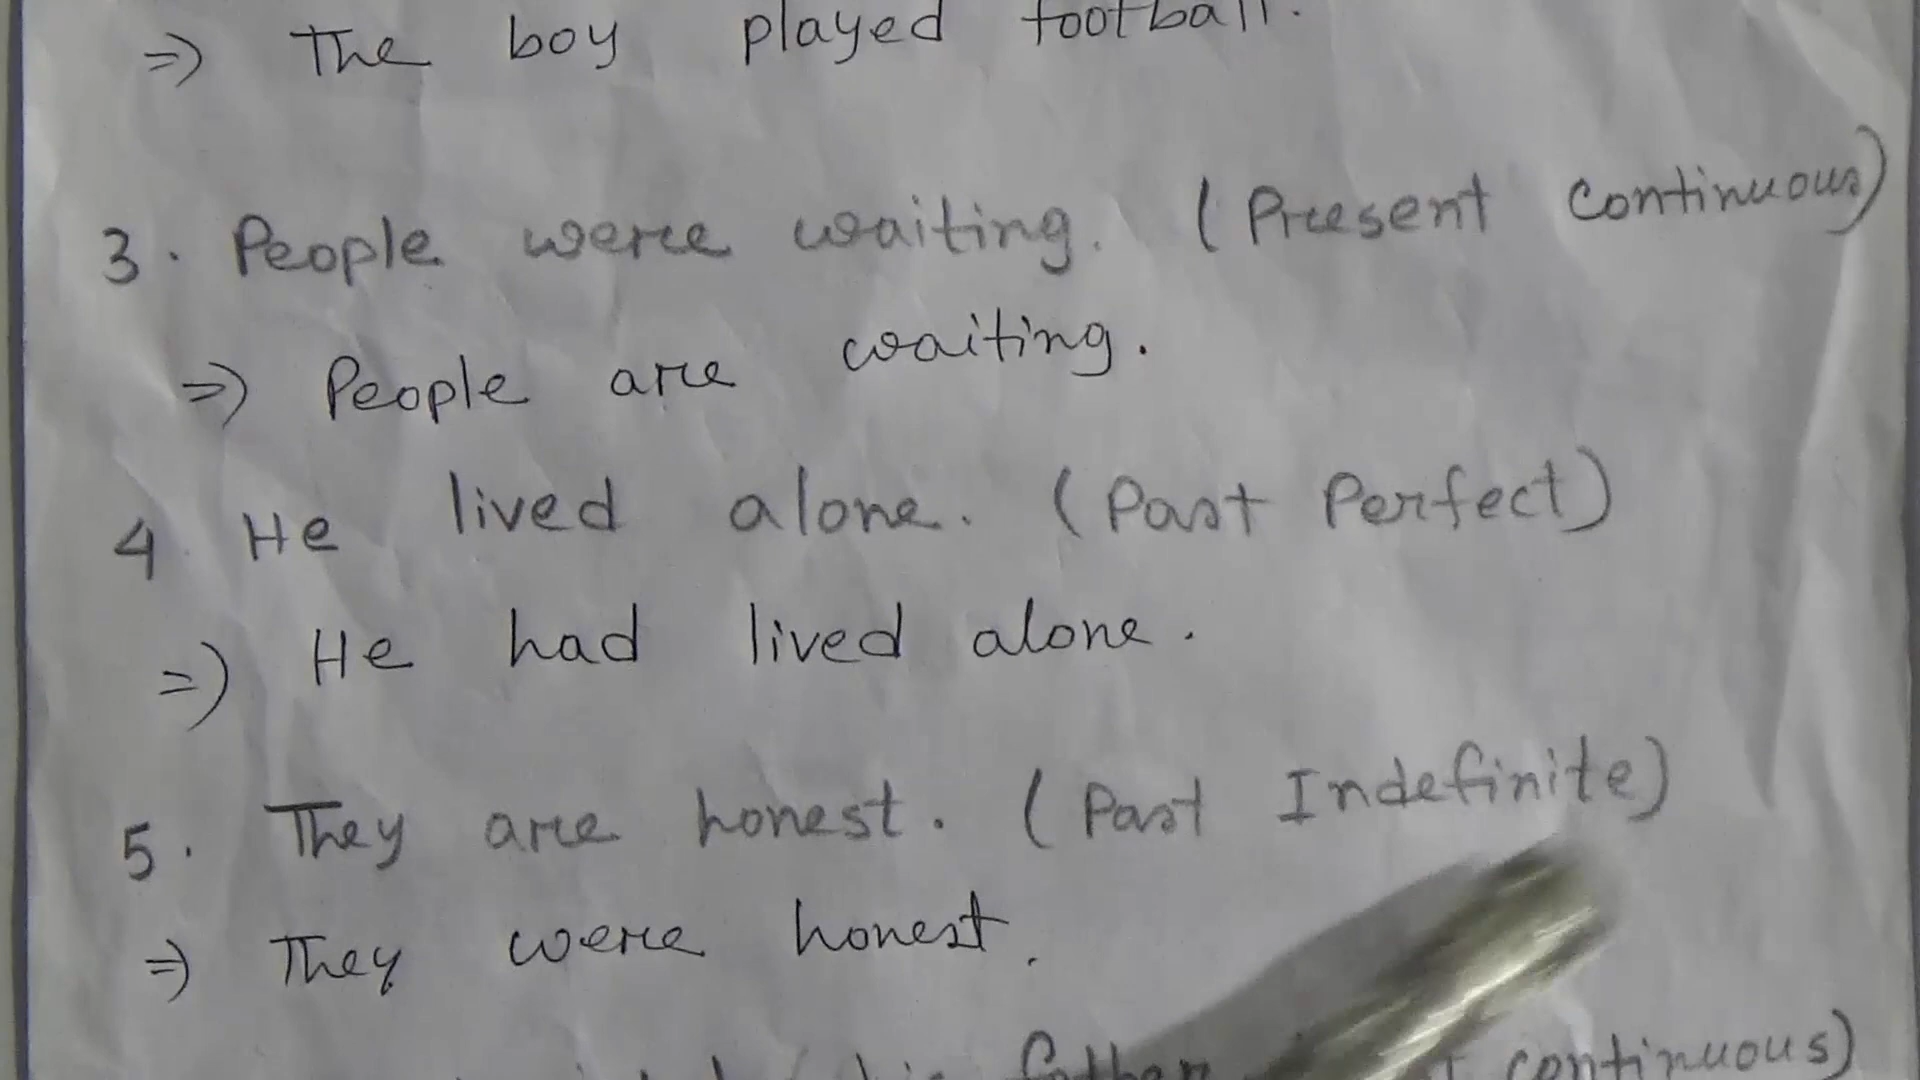 => The boy played football.
3. People were waiting. (Present Continuous)
=> People are waiting.
4 He lived alone. (Past Perfect)
=> He had lived alone.
5. They are honest. (Past Indefinite)
=> They were honest.
father continuous)